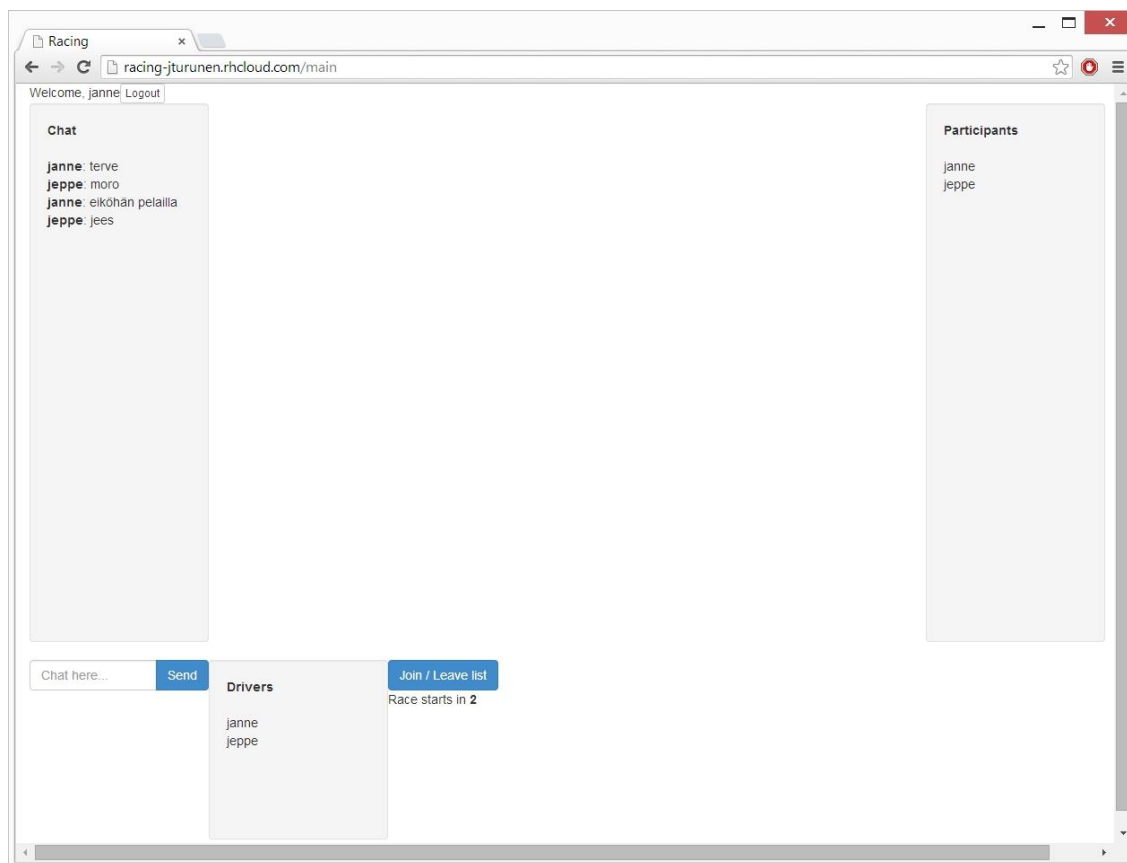 Racing
racing-jturunen.rhcloud.com/main
Welcome, janne Logout
Chat
janne: terve
jeppe: moro
janne: eiköhän pelailla
jeppe: jees
Participants
janne
jeppe
Chat here... Send
Drivers
janne
jeppe
Join / Leave list
Race starts in 2